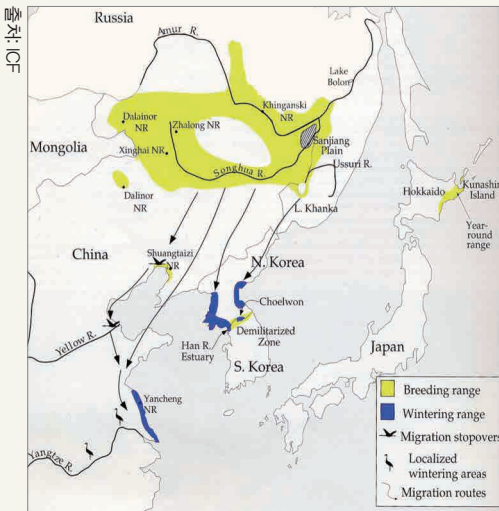 출처: ICF
Russia
Amur R.
Lake
Bolon
Khinganski
NR
Dalainor
NR
Zhalong NR
Mongolia
Xinghai NR
Sanjiang
Plain
Songhua R.
Ussuri R.
Dalinor
NR
L. Khanka
Hokkaido
Kunashir
Island
Year-
round
range
China
Shuangtaizi
NR
N. Korea
Choelwon
Yellow R.
Han R.
Estuary
Demilitarized
Zone
S. Korea
Japan
Yancheng
NR
Yangtze R.
Breeding range
Wintering range
Migration stopovers
Localized
wintering areas
Migration routes